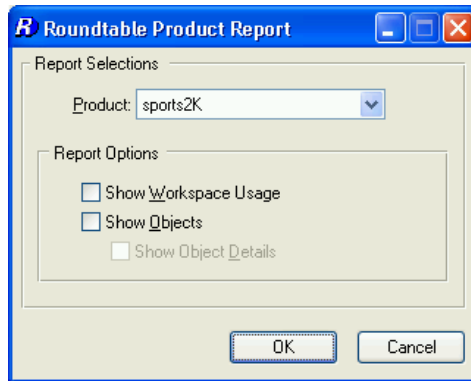 Roundtable Product Report
Report Selections
Product: sports2K
Report Options
Show Workspace Usage
Show Objects
Show Object Details
OK Cancel